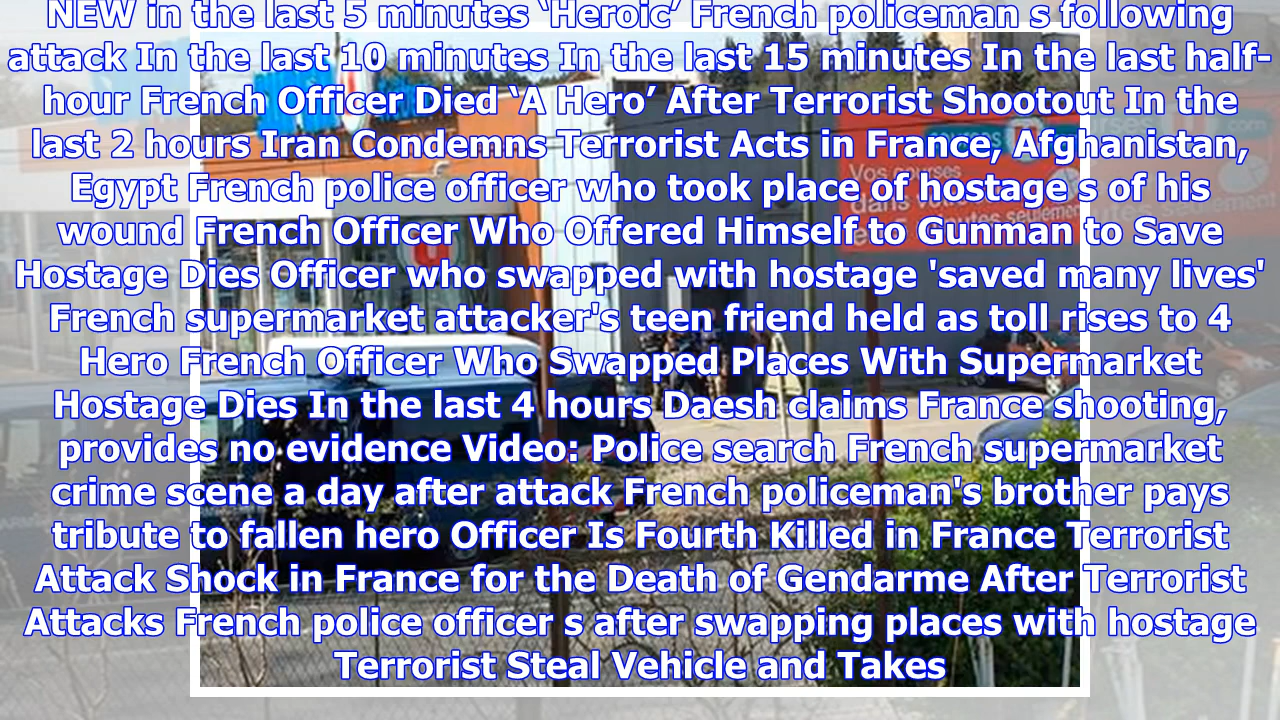 NEW in the last 5 minutes ‘Heroic’ French policeman s following
attack In the last 10 minutes In the last 15 minutes In the last half-
hour French Officer Died ‘A Hero’ After Terrorist Shootout In the
last 2 hours Iran Condemns Terrorist Acts in France, Afghanistan,
Egypt French police officer who took place of hostage s of his
wound French Officer Who Offered Himself to Gunman to Save
Hostage Dies Officer who swapped with hostage 'saved many lives'
French supermarket attacker's teen friend held as toll rises to 4
Hero French Officer Who Swapped Places With Supermarket
Hostage Dies In the last 4 hours Daesh claims France shooting,
provides no evidence Video: Police search French supermarket
crime scene a day after attack French policeman's brother pays
tribute to fallen hero Officer Is Fourth Killed in France Terrorist
Attack Shock in France for the Death of Gendarme After Terrorist
Attacks French police officer s after swapping places with hostage
Terrorist Steal Vehicle and Takes
courses U
Vos courses
dans
minutes seulement